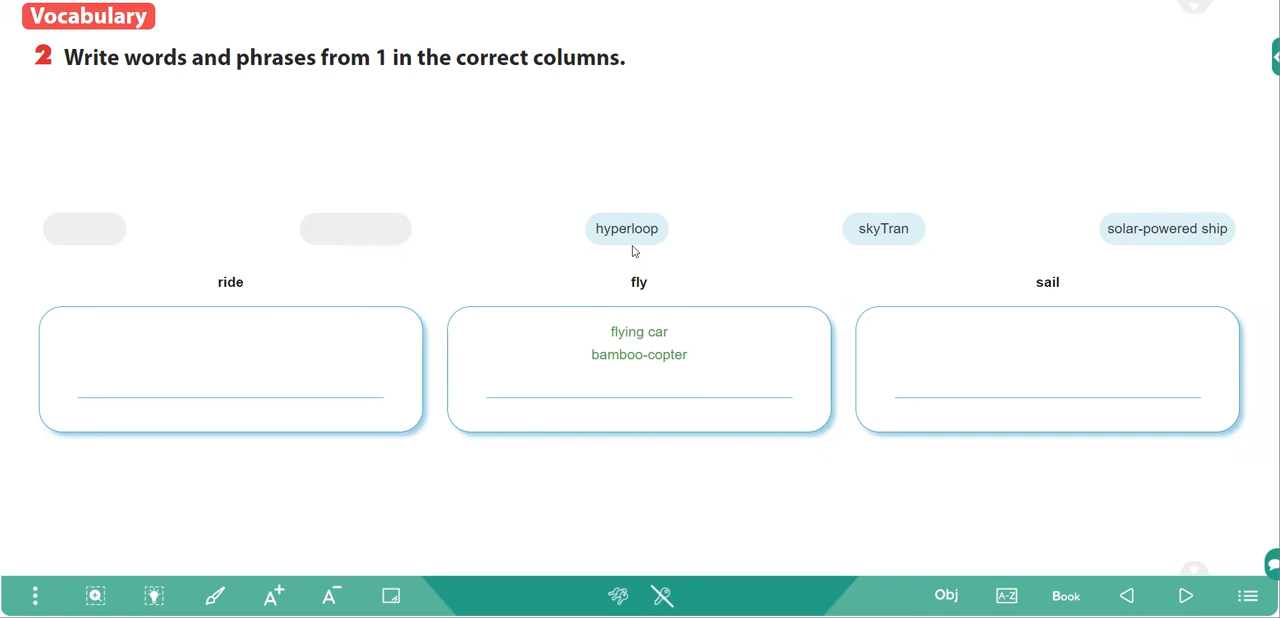 Vocabulary
2 Write words and phrases from 1 in the correct columns.
hyperloop skyTran solar-powered ship
ride fly sail
flying car
bamboo-copter
A+ A- Obj A-Z Book